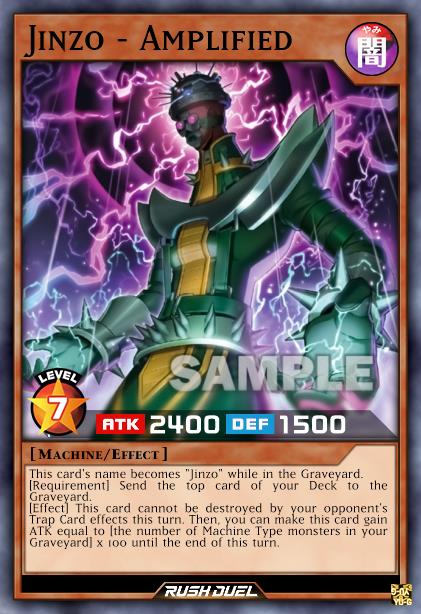 Jinzo - Amplified
やみ
闇
SAMPLE
LEVEL
7
ATK 2400 DEF 1500
[Machine/Effect]
This card's name becomes "Jinzo" while in the Graveyard.
[Requirement] Send the top card of your Deck to the
Graveyard.
[Effect] This card cannot be destroyed by your opponent's
Trap Card effects this turn. Then, you can make this card gain
ATK equal to [the number of Machine Type monsters in your
Graveyard] x 100 until the end of this turn.
RUSH DUEL